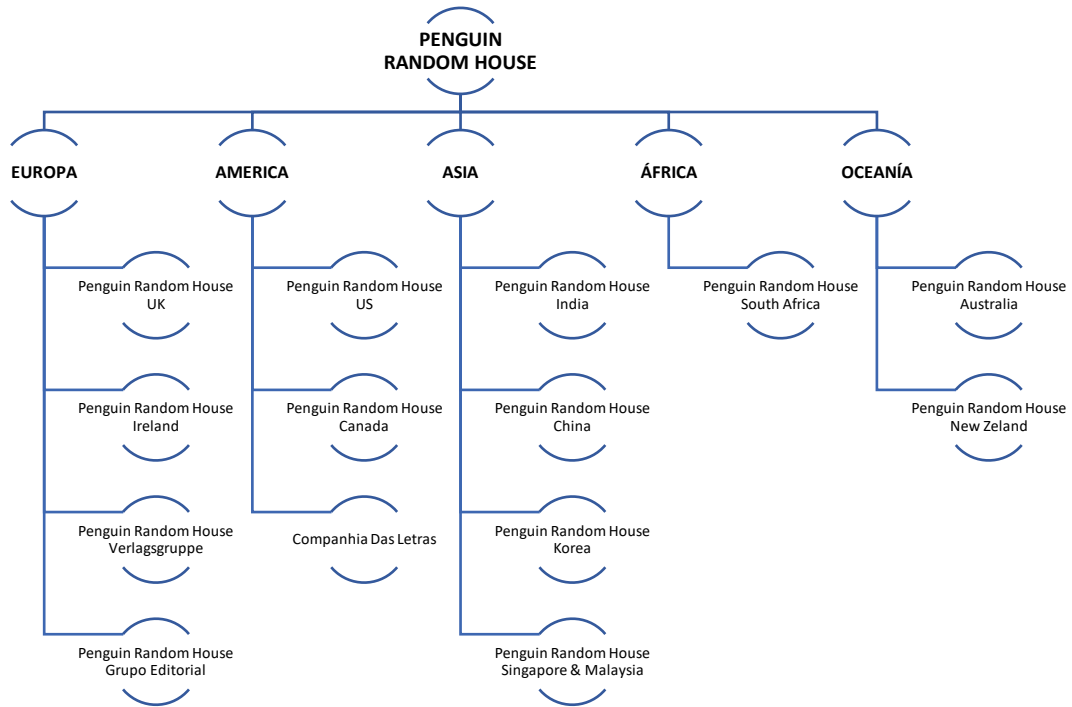 PENGUIN
RANDOM HOUSE
EUROPA
AMERICA
ASIA
ÁFRICA
OCEANÍA
Penguin Random House
UK
Penguin Random House
US
Penguin Random House
India
Penguin Random House
South Africa
Penguin Random House
Australia
Penguin Random House
Ireland
Penguin Random House
Canada
Penguin Random House
China
Penguin Random House
New Zeland
Penguin Random House
Verlagsgruppe
Companhia Das Letras
Penguin Random House
Korea
Penguin Random House
Grupo Editorial
Penguin Random House
Singapore & Malaysia